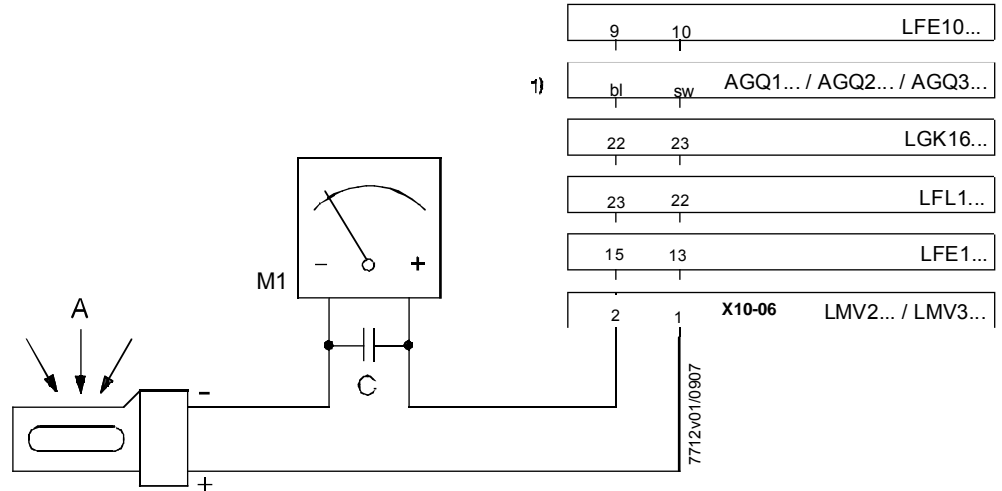 9 10 LFE10...
1) bl sw AGQ1... / AGQ2... / AGQ3...
22 23 LGK16...
23 22 LFL1...
15 13 LFE1...
2 1 X10-06 LMV2... / LMV3...
- +
M1
A
C
-
+
7712v01/0907